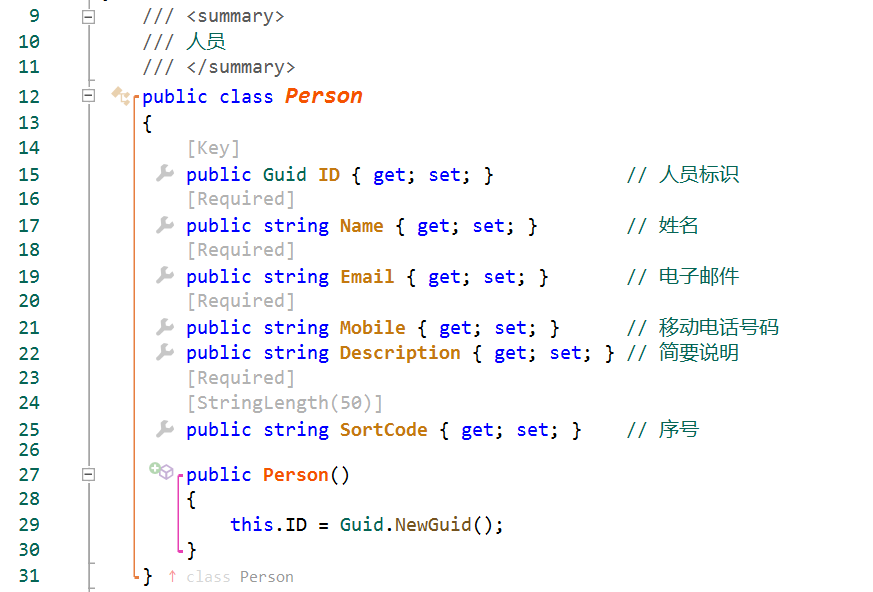 9 /// <summary>
10 /// 人员
11 /// </summary>
12 public class Person
13 {
14 [Key]
15 public Guid ID { get; set; } // 人员标识
16 [Required]
17 public string Name { get; set; } // 姓名
18 [Required]
19 public string Email { get; set; } // 电子邮件
20 [Required]
21 public string Mobile { get; set; } // 移动电话号码
22 public string Description { get; set; } // 简要说明
23 [Required]
24 [StringLength(50)]
25 public string SortCode { get; set; } // 序号
26
27 public Person()
28 {
29 this.ID = Guid.NewGuid();
30 }
31 } ↑ class Person